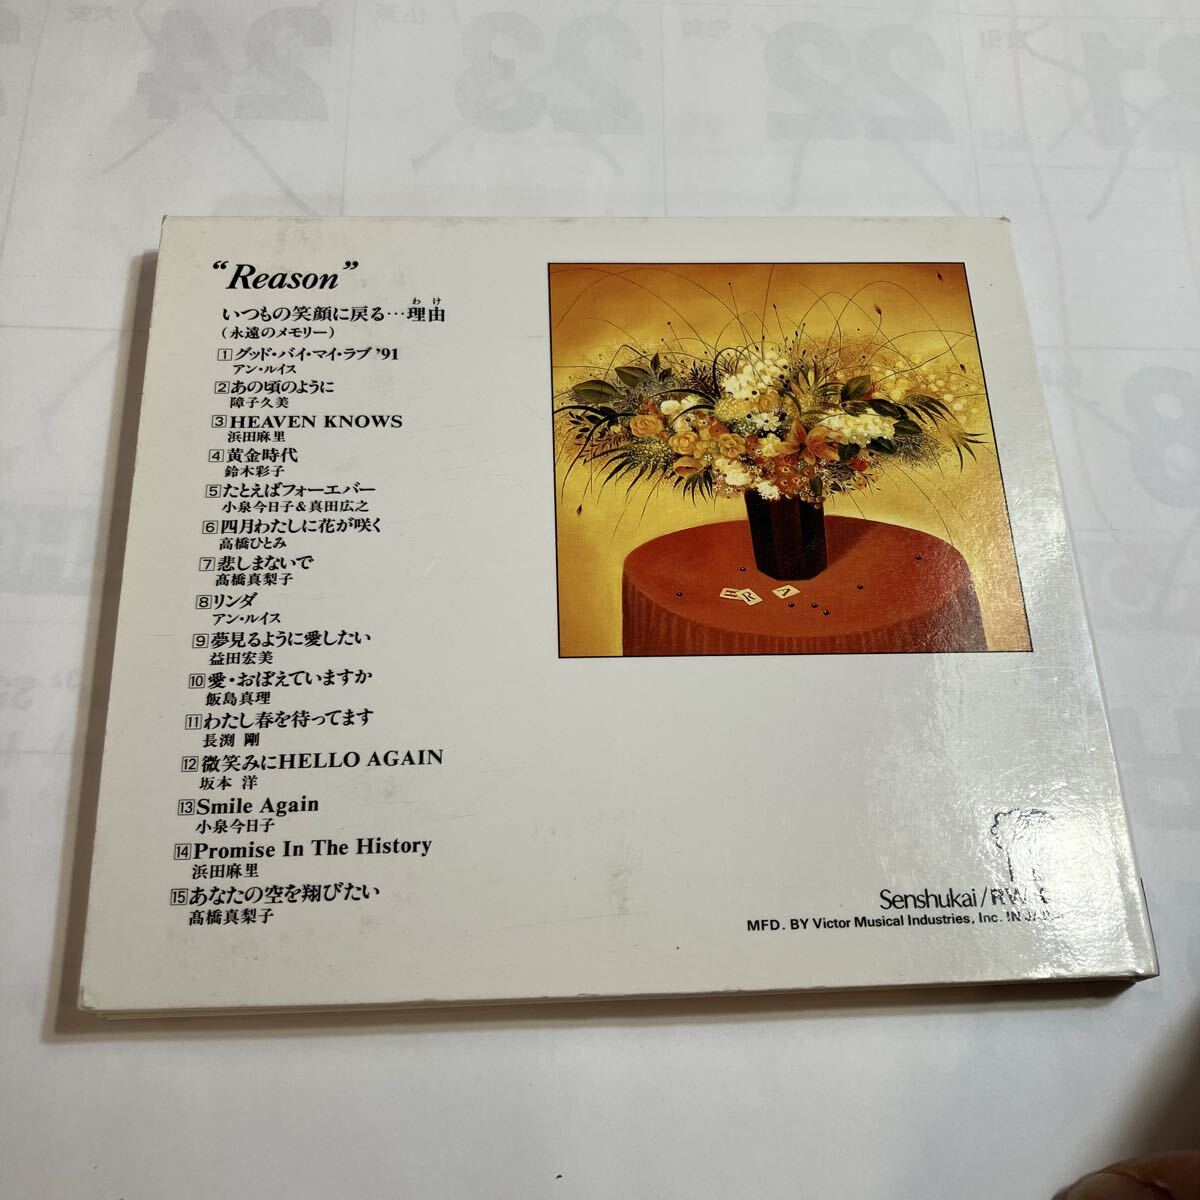 “Reason”
いつもの笑顔に戻る…理由
わけ
(永遠のメモリー)
1 グッド・バイ・マイ・ラブ '91
アン・ルイス
2 あの頃のように
障子久美
3 HEAVEN KNOWS
浜田麻里
4 黄金時代
鈴木彩子
5 たとえばフォーエバー
小泉今日子&真田広之
6 四月わたしに花が咲く
高橋ひとみ
7 悲しまないで
髙橋真梨子
8 リンダ
アン・ルイス
9 夢見るように愛したい
益田宏美
10 愛・おぼえていますか
飯島真理
11 わたし春を待ってます
長渕 剛
12 微笑みにHELLO AGAIN
坂本 洋
13 Smile Again
小泉今日子
14 Promise In The History
浜田麻里
15 あなたの空を翔びたい
髙橋真梨子
H R A
Senshukai/
MFD. BY Victor Musical Industries, Inc. IN JAPAN
24 23 22 21